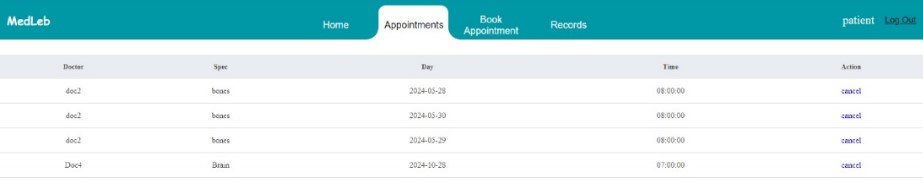 MedLeb
Home
Appointments
Book
Appointment
Records
patient Log Out
Doctor Spec Day Time Action
doc2 bones 2024-05-28 08:00:00 cancel
doc2 bones 2024-05-30 08:00:00 cancel
doc2 bones 2024-05-29 08:00:00 cancel
Doc4 Brain 2024-10-28 07:00:00 cancel